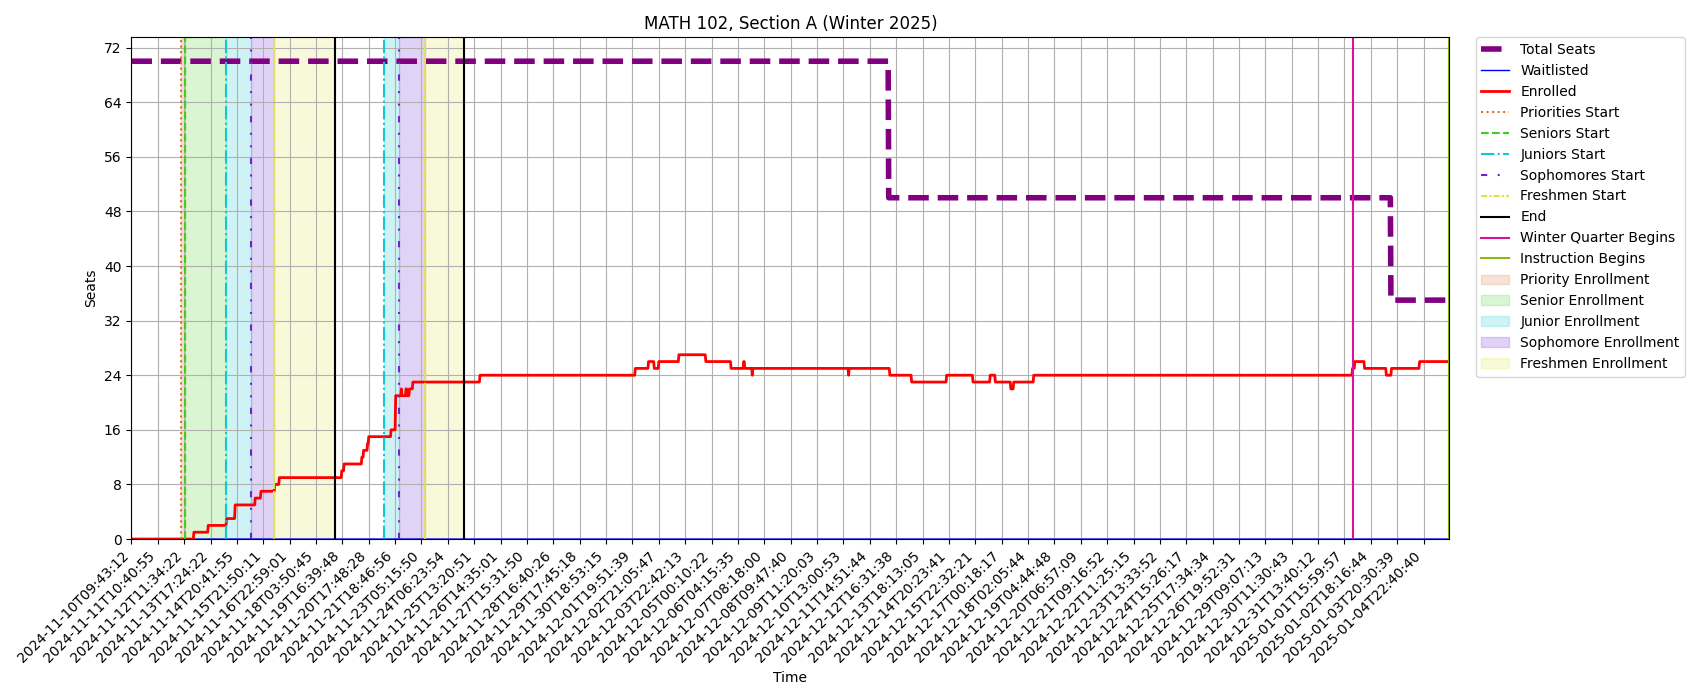 MATH 102, Section A (Winter 2025)
72
64
56
48
40
32
24
16
8
0
Seats
2024-11-10T09:43:12
2024-11-11T10:40:55
2024-11-12T11:34:22
2024-11-13T17:24:22
2024-11-14T20:41:55
2024-11-15T21:50:11
2024-11-16T22:59:01
2024-11-18T03:50:45
2024-11-19T16:39:48
2024-11-20T17:48:28
2024-11-21T18:46:56
2024-11-23T05:15:50
2024-11-24T06:23:54
2024-11-26T13:20:51
2024-11-26T14:35:01
2024-11-27T15:31:50
2024-11-28T16:40:26
2024-11-29T17:45:18
2024-11-30T18:53:15
2024-12-01T19:51:39
2024-12-02T21:05:47
2024-12-03T22:42:13
2024-12-05T00:10:22
2024-12-06T04:15:35
2024-12-07T08:18:00
2024-12-08T09:47:40
2024-12-09T11:20:03
2024-12-10T13:00:53
2024-12-11T14:51:44
2024-12-12T16:31:38
2024-12-13T18:13:05
2024-12-14T20:23:41
2024-12-15T22:32:21
2024-12-17T00:18:17
2024-12-18T02:05:44
2024-12-19T04:44:48
2024-12-20T06:57:09
2024-12-21T09:16:52
2024-12-22T11:25:15
2024-12-23T13:33:52
2024-12-24T15:26:17
2024-12-25T17:34:34
2024-12-26T19:52:31
2024-12-29T09:07:13
2024-12-30T11:30:43
2024-12-31T13:40:12
2025-01-01T15:59:57
2025-01-02T18:16:44
2025-01-03T20:30:39
2025-01-04T22:40:40
Time
Total Seats
Waitlisted
Enrolled
Priorities Start
Seniors Start
Juniors Start
Sophomores Start
Freshmen Start
End
Winter Quarter Begins
Instruction Begins
Priority Enrollment
Senior Enrollment
Junior Enrollment
Sophomore Enrollment
Freshmen Enrollment